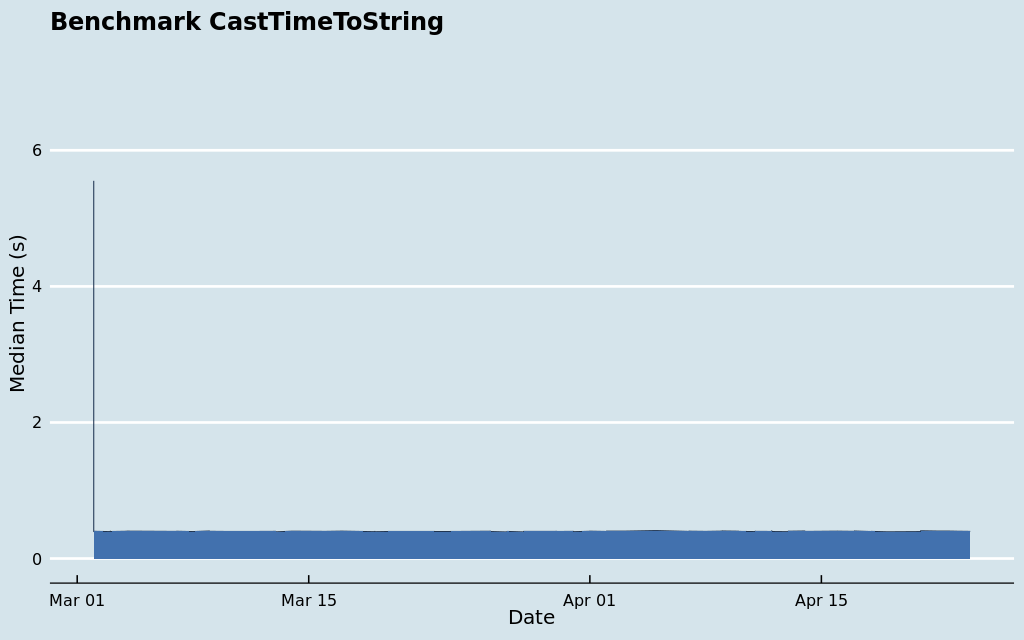 Benchmark CastTimeToString
6
4
2
0
Median Time (s)
Mar 01
Mar 15
Apr 01
Apr 15
Date